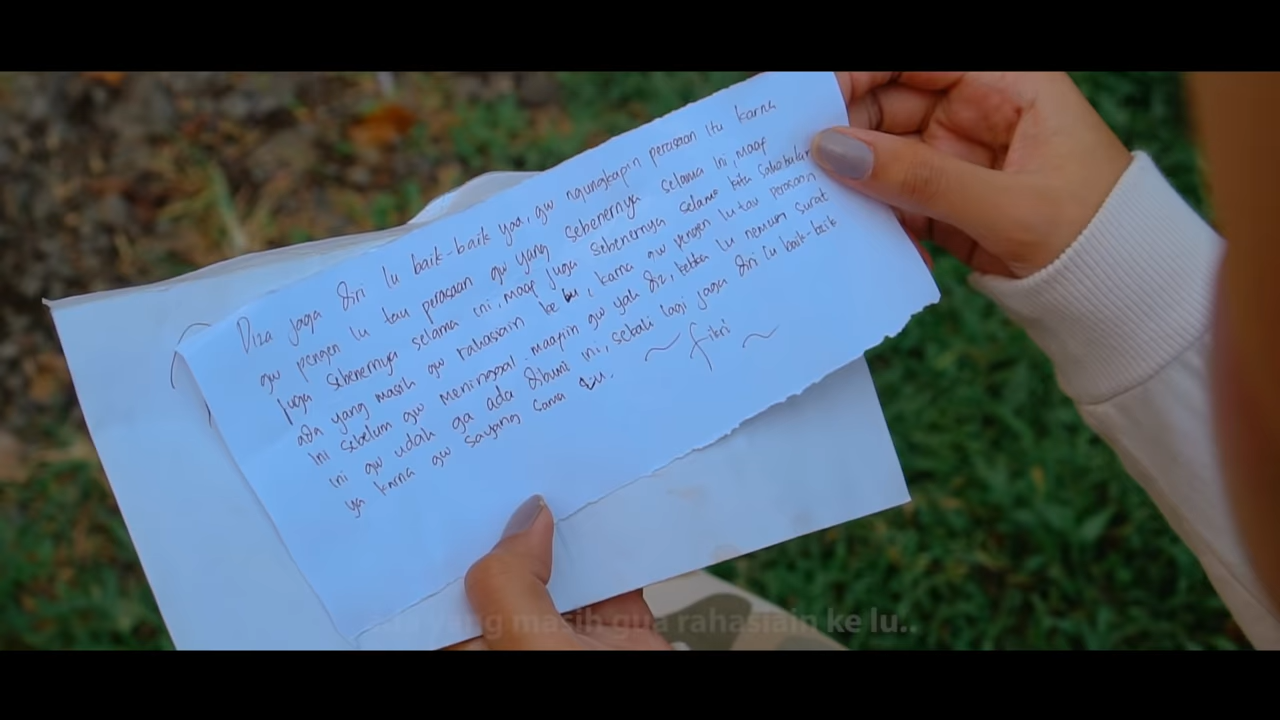 Diza jaga diri lu baik-baik yaa, gw ngungkapin perasaan itu karna
gw pengen lu tau perasaan gw yang sebenernya selama ini, maaf
juga sebenernya selama ini, maaf juga sebenernya selama kita sahabatan
ada yang masih gw rahasiain ke lu, karna gw pengen lu tau perasaan
ini sebelum gw meninggal. maapin gw yah diz, ketika lu nemuin surat
ini gw udah ga ada dibumi ini, sekali lagi jaga diri lu baik-baik
ya karna gw sayang sama lu.
~ fikri ~
ada yang masih gua rahasiain ke lu..